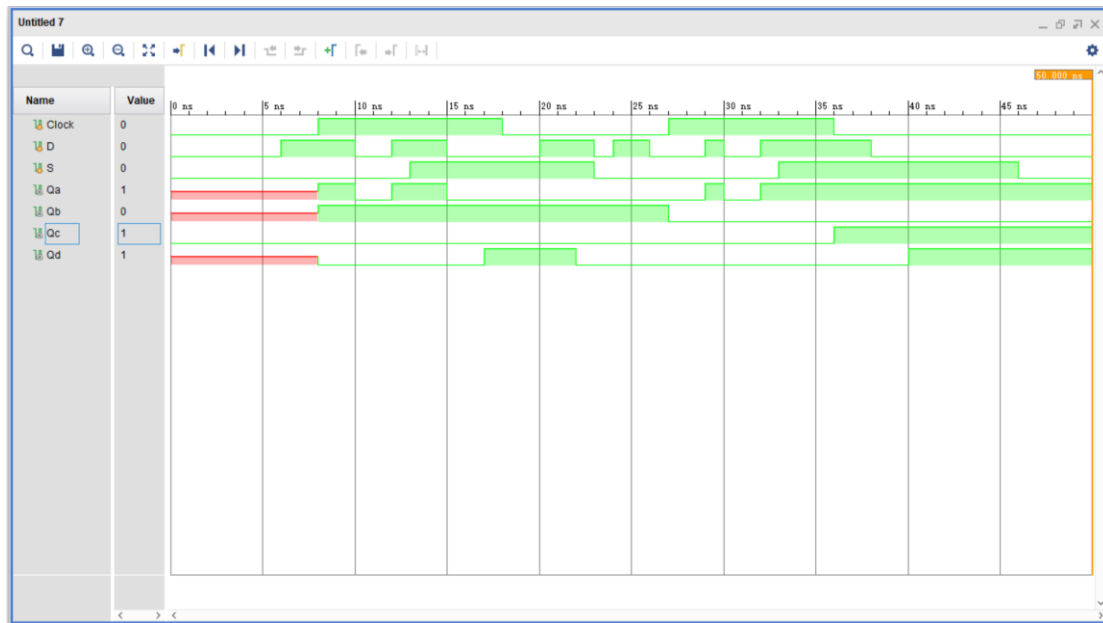 Untitled 7
50.000 ns
Name Value
0 ns 5 ns 10 ns 15 ns 20 ns 25 ns 30 ns 35 ns 40 ns 45 ns
Clock 0
D 0
S 0
Qa 1
Qb 0
Qc 1
Qd 1